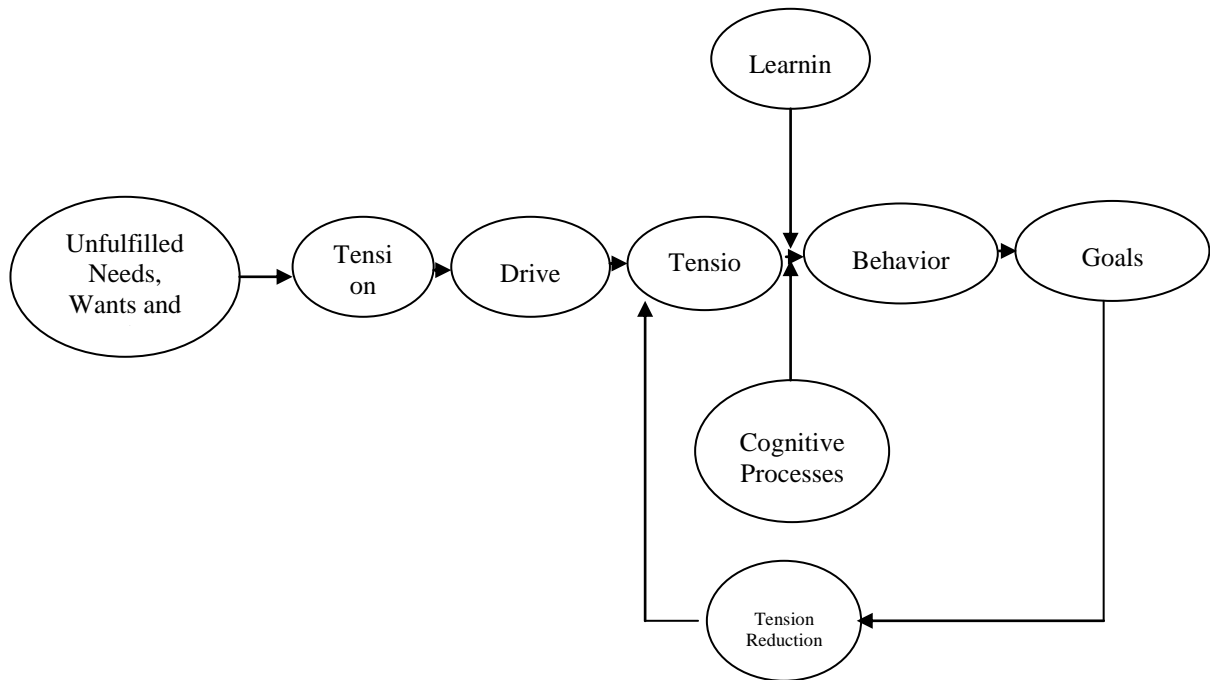 Learnin
Unfulfilled
Needs,
Wants and
Tensi
on
Drive
Tensio
Behavior
Goals
Cognitive
Processes
Tension
Reduction